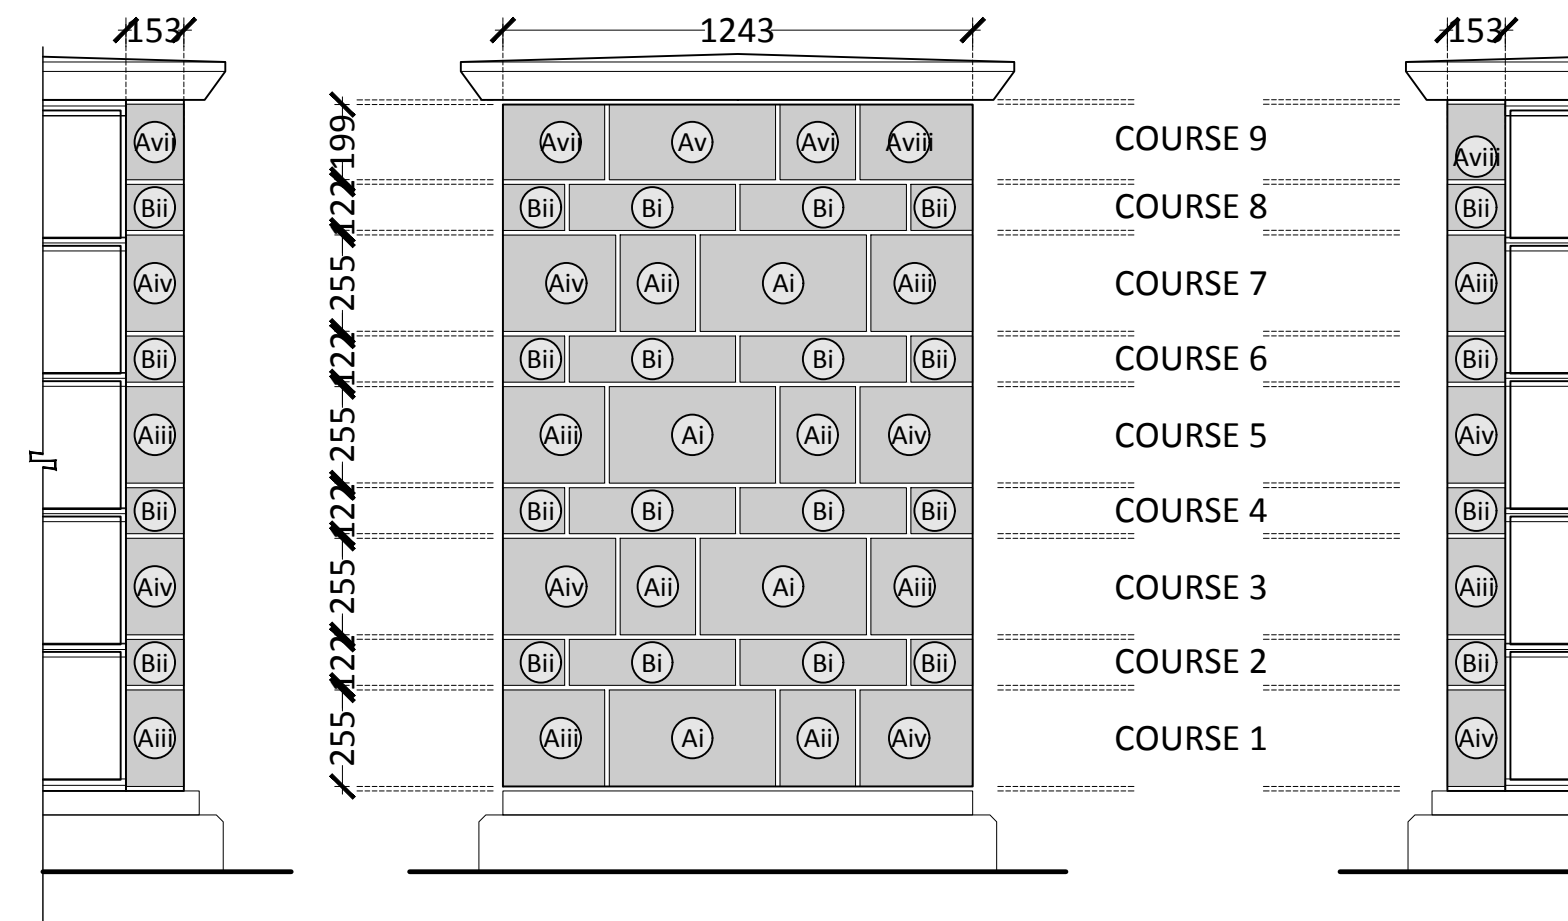 153 1243 153
199 Avii Avii Av Avi Aviii COURSE 9 Aviii
122 Bii Bii Bi Bi Bii COURSE 8 Bii
255 Aiv Aiv Aii Ai Aiii COURSE 7 Aiii
122 Bii Bii Bi Bi Bii COURSE 6 Bii
255 Aiii Aiii Ai Aii Aiv COURSE 5 Aiv
122 Bii Bii Bi Bi Bii COURSE 4 Bii
255 Aiv Aiv Aii Ai Aiii COURSE 3 Aiii
122 Bii Bii Bi Bi Bii COURSE 2 Bii
255 Aiii Aiii Ai Aii Aiv COURSE 1 Aiv